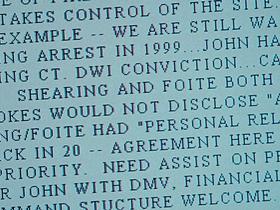 TAKES CONTROL OF THE SITE
EXAMPLE -- WE ARE STILL WA
NG ARREST IN 1999...JOHN HA
ING CT. DWI CONVICTION...CA
SHEARING AND FOITE BOTH
OKES WOULD NOT DISCLOSE "A
NG/FOITE HAD "PERSONAL REL
CK IN 20 -- AGREEMENT HERE
PRIORITY. NEED ASSIST ON P
R JOHN WITH DMV, FINANCIAL
MMAND STUCTURE WELCOME